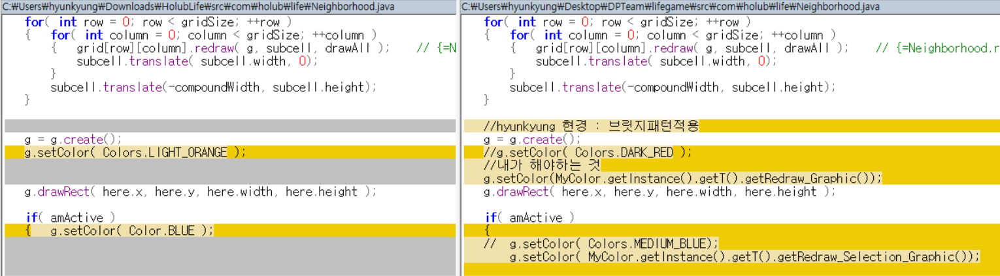 C:₩Users₩hyunkyung₩Downloads₩HolubLife₩src₩com₩holub₩life₩Neighborhood.java
for( int row = 0; row < gridSize; ++row )
{   for( int column = 0; column < gridSize; ++column )
{   grid[row][column].redraw( g, subcell, drawAll );    // {=N
subcell.translate( subcell.width, 0);
}
subcell.translate(-compoundWidth, subcell.height);
}
g = g.create();
g.setColor( Colors.LIGHT_ORANGE );
g.drawRect( here.x, here.y, here.width, here.height );
if( amActive )
{   g.setColor( Color.BLUE );
C:₩Users₩hyunkyung₩Desktop₩DPTeam₩lifegame₩src₩com₩holub₩life₩Neighborhood.java
for( int row = 0; row < gridSize; ++row )
{   for( int column = 0; column < gridSize; ++column )
{   grid[row][column].redraw( g, subcell, drawAll );    // {=Neighborhood.r
subcell.translate( subcell.width, 0);
}
subcell.translate(-compoundWidth, subcell.height);
}
//hyunkyung 현경 : 브릿지패턴적용
g = g.create();
//g.setColor( Colors.DARK_RED );
//내가 해야하는 것
g.setColor(MyColor.getInstance().getT().getRedraw_Graphic());
g.drawRect( here.x, here.y, here.width, here.height );
if( amActive )
{
//  g.setColor( Colors.MEDIUM_BLUE);
g.setColor( MyColor.getInstance().getT().getRedraw_Selection_Graphic());